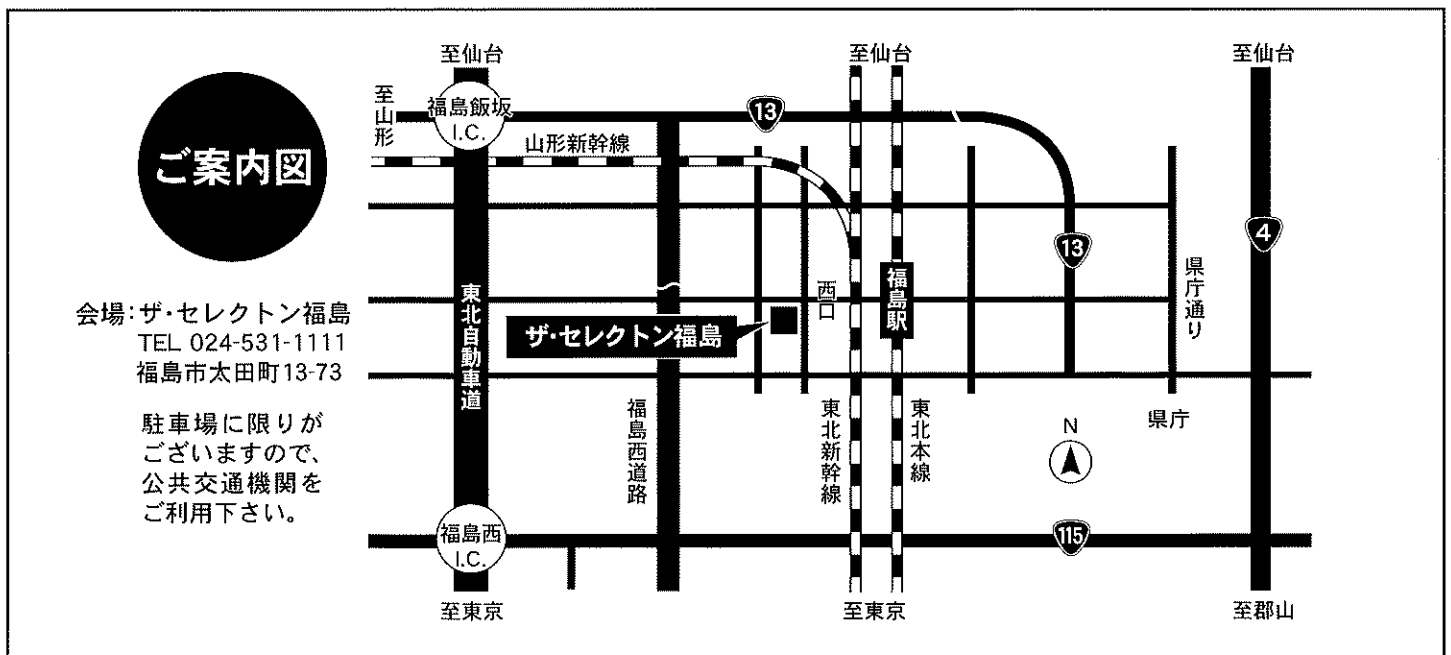 ご案内図
会場:ザ・セレクトン福島
TEL 024-531-1111
福島市太田町13-73
駐車場に限りが
ございますので、
公共交通機関を
ご利用下さい。
至仙台
至仙台
至仙台
至山形
福島飯坂
I.C.
13
山形新幹線
4
13
県庁通り
西口
福島駅
東北自動車道
ザ・セレクトン福島
福島西道路
東北新幹線
東北本線
県庁
N
福島西
I.C.
115
至東京
至東京
至郡山